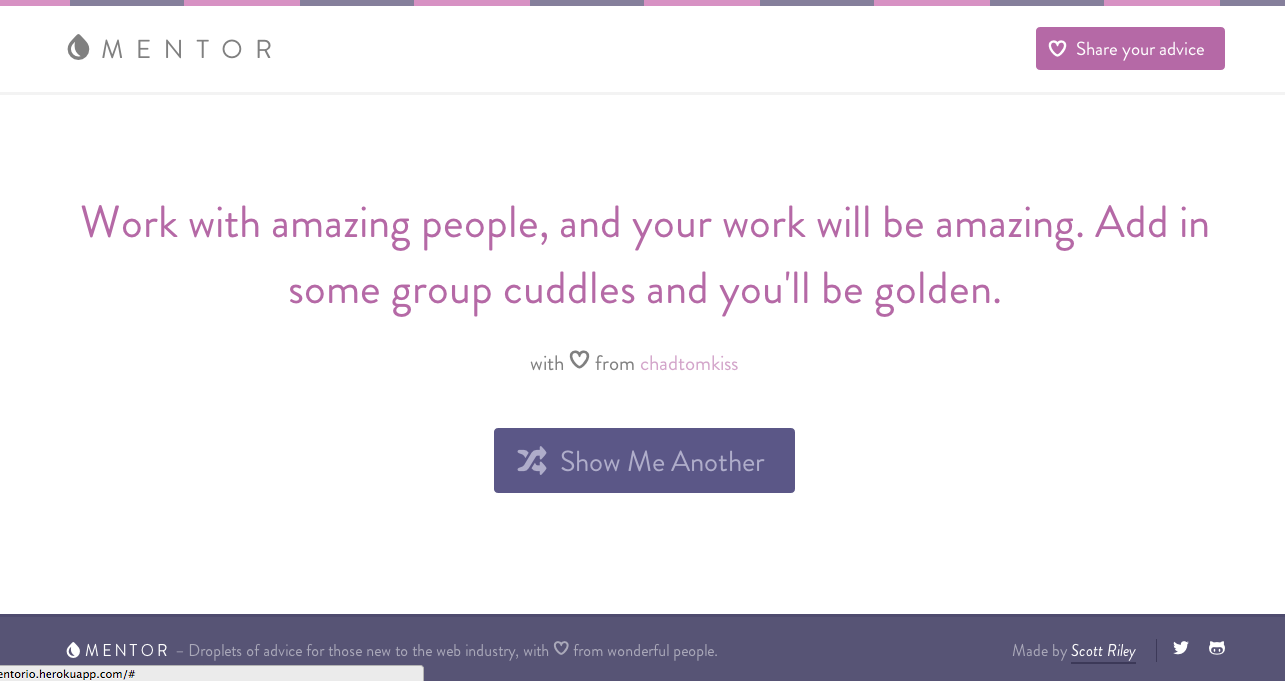 MENTOR
Share your advice
Work with amazing people, and your work will be amazing. Add in
some group cuddles and you'll be golden.
with from chadtomkiss
Show Me Another
MENTOR – Droplets of advice for those new to the web industry, with from wonderful people.
Made by Scott Riley
entorio.herokuapp.com/#